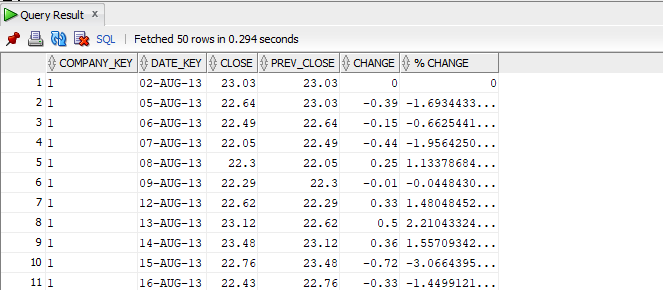 Query Result x
SQL | Fetched 50 rows in 0.294 seconds
COMPANY_KEY DATE_KEY CLOSE PREV_CLOSE CHANGE % CHANGE
1 1 02-AUG-13 23.03 23.03 0 0
2 1 05-AUG-13 22.64 23.03 -0.39 -1.6934433...
3 1 06-AUG-13 22.49 22.64 -0.15 -0.6625441...
4 1 07-AUG-13 22.05 22.49 -0.44 -1.9564250...
5 1 08-AUG-13 22.3 22.05 0.25 1.13378684...
6 1 09-AUG-13 22.29 22.3 -0.01 -0.0448430...
7 1 12-AUG-13 22.62 22.29 0.33 1.48048452...
8 1 13-AUG-13 23.12 22.62 0.5 2.21043324...
9 1 14-AUG-13 23.48 23.12 0.36 1.55709342...
10 1 15-AUG-13 22.76 23.48 -0.72 -3.0664395...
11 1 16-AUG-13 22.43 22.76 -0.33 -1.4499121...